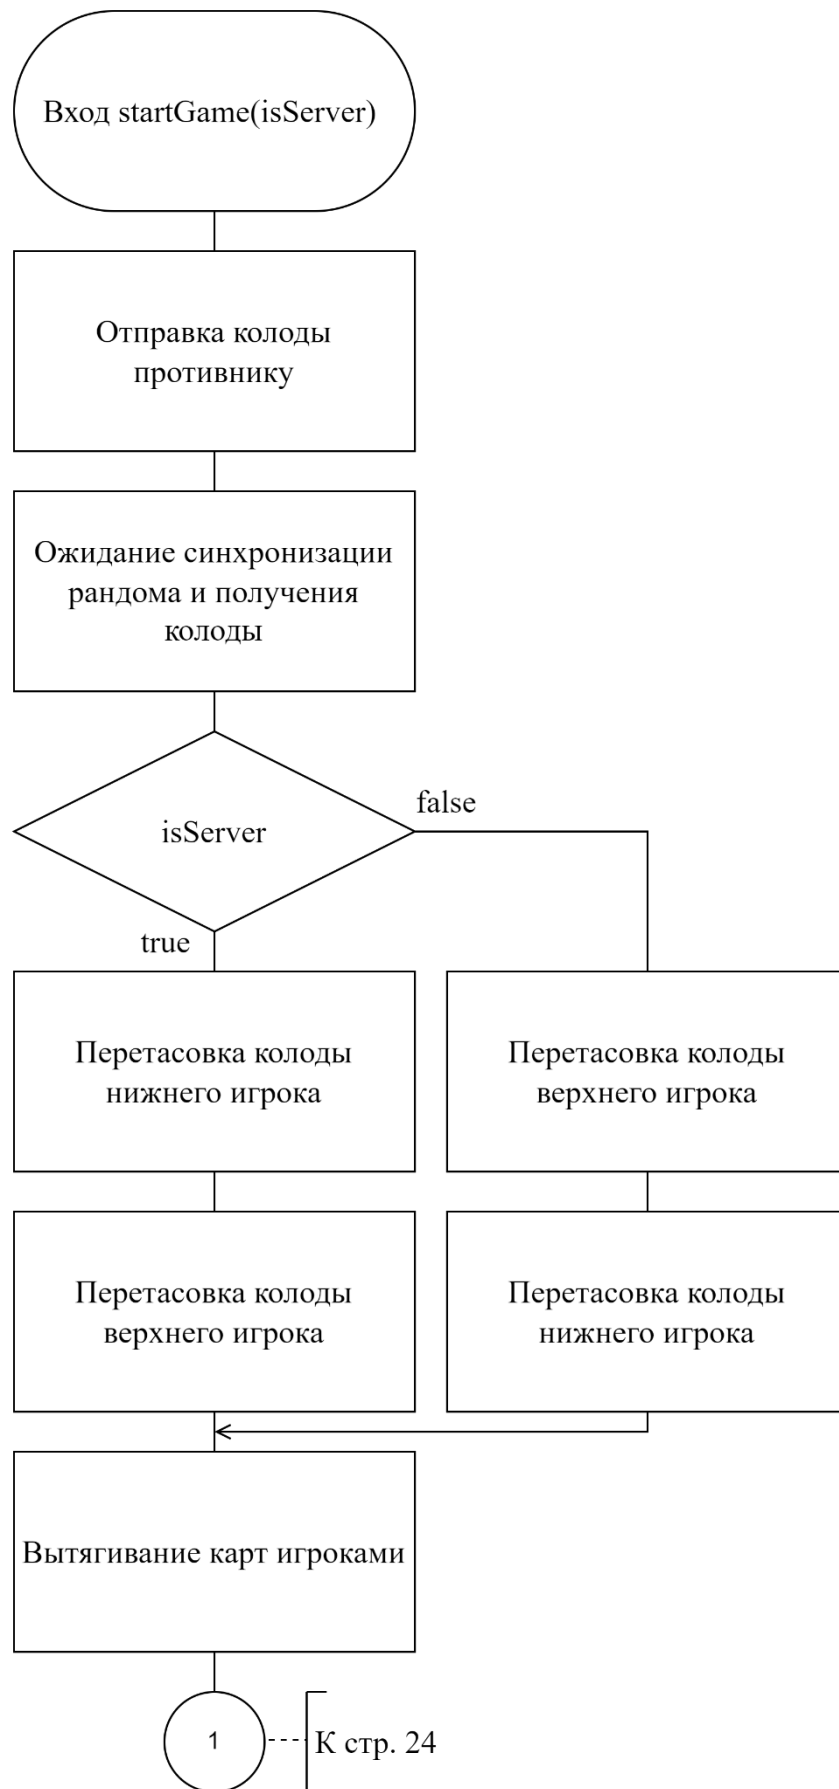 Вход startGame(isServer)
Отправка колоды
противнику
Ожидание синхронизации
рандома и получения
колоды
isServer
false
true
Перетасовка колоды
нижнего игрока
Перетасовка колоды
верхнего игрока
Перетасовка колоды
верхнего игрока
Перетасовка колоды
нижнего игрока
Вытягивание карт игроками
1
К стр. 24